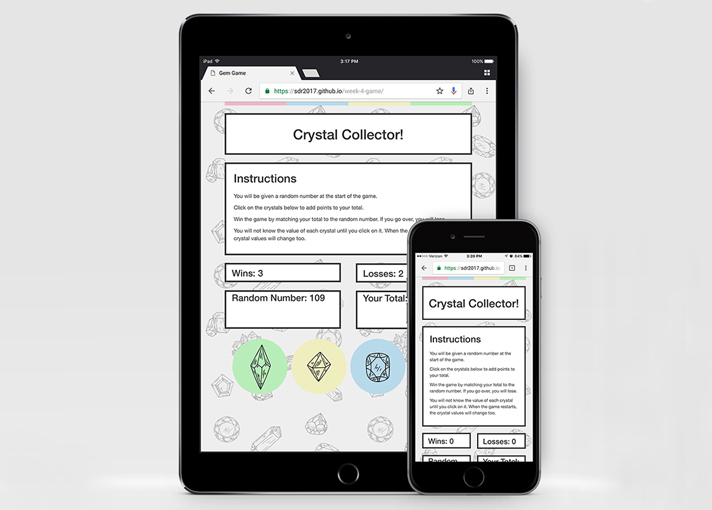 iPad 3:17 PM 100%
Gem Game
https://sdr2017.github.io/week-4-game/
Crystal Collector!
Instructions
You will be given a random number at the start of the game.
Click on the crystals below to add points to your total.
Win the game by matching your total to the random number. If you go over, you will lose.
You will not know the value of each crystal until you click on it. When the
crystal values will change too.
Wins: 3
Losses: 2
Random Number: 109
Your Total:
Verizon 3:39 PM 84%
https://sdr2017.github.io
Crystal Collector!
Instructions
You will be given a random number at the
start of the game.
Click on the crystals below to add points to
your total.
Win the game by matching your total to the
random number. If you go over, you will lose.
You will not know the value of each crystal
until you click on it. When the game restarts,
the crystal values will change too.
Wins: 0
Losses: 0
Random
Your Total: